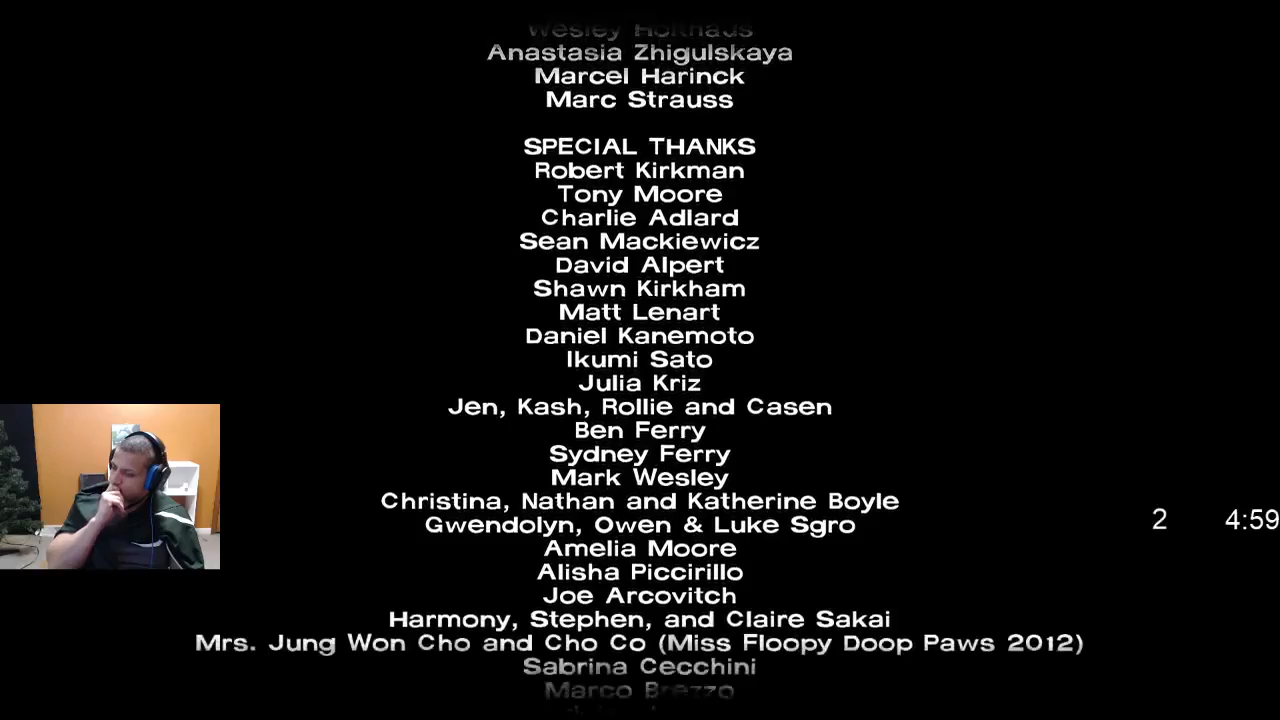 Wesley Holthaus
Anastasia Zhigulskaya
Marcel Harinck
Marc Strauss
SPECIAL THANKS
Robert Kirkman
Tony Moore
Charlie Adlard
Sean Mackiewicz
David Alpert
Shawn Kirkham
Matt Lenart
Daniel Kanemoto
Ikumi Sato
Julia Kriz
Jen, Kash, Rollie and Casen
Ben Ferry
Sydney Ferry
Mark Wesley
Christina, Nathan and Katherine Boyle
Gwendolyn, Owen & Luke Sgro
2 4:59
Amelia Moore
Alisha Piccirillo
Joe Arcovitch
Harmony, Stephen, and Claire Sakai
Mrs. Jung Won Cho and Cho Co (Miss Floopy Doop Paws 2012)
Sabrina Cecchini
Marco Brezzo